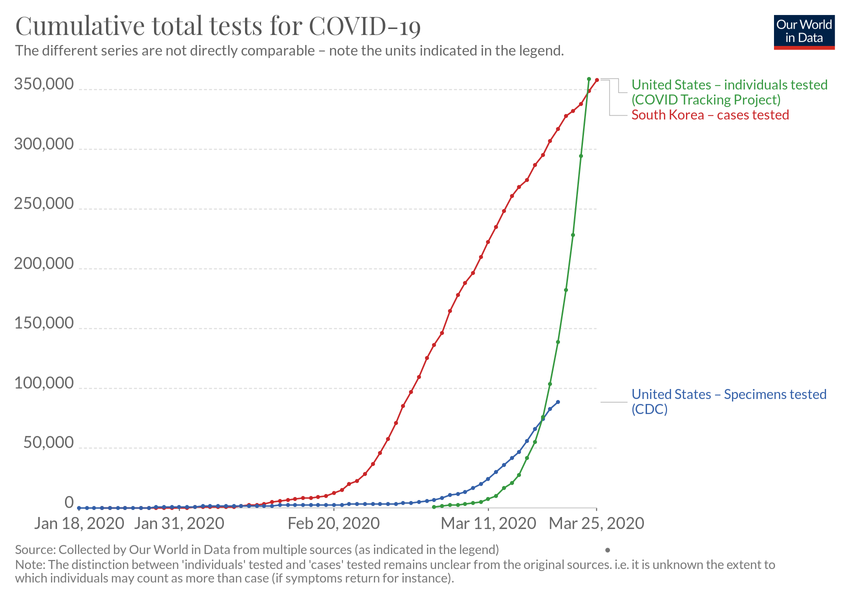 Cumulative total tests for COVID-19
The different series are not directly comparable – note the units indicated in the legend.
Our World
in Data
350,000
300,000
250,000
200,000
150,000
100,000
50,000
0
United States – individuals tested
(COVID Tracking Project)
South Korea – cases tested
United States – Specimens tested
(CDC)
Jan 18, 2020 Jan 31, 2020 Feb 20, 2020 Mar 11, 2020 Mar 25, 2020
Source: Collected by Our World in Data from multiple sources (as indicated in the legend) •
Note: The distinction between 'individuals' tested and 'cases' tested remains unclear from the original sources. i.e. it is unknown the extent to
which individuals may count as more than case (if symptoms return for instance).